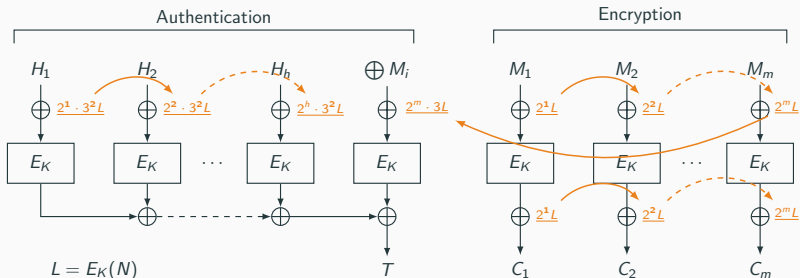 Authentication Encryption
H₁ H₂ Hₕ ⊕ Mᵢ M₁ M₂ Mₘ
2¹ · 3²L 2² · 3²L 2ʰ · 3²L 2ᵐ · 3L 2¹L 2²L 2ᵐL
E_K E_K ··· E_K E_K E_K E_K ··· E_K
2¹L 2²L 2ᵐL
L = E_K(N) T C₁ C₂ Cₘ